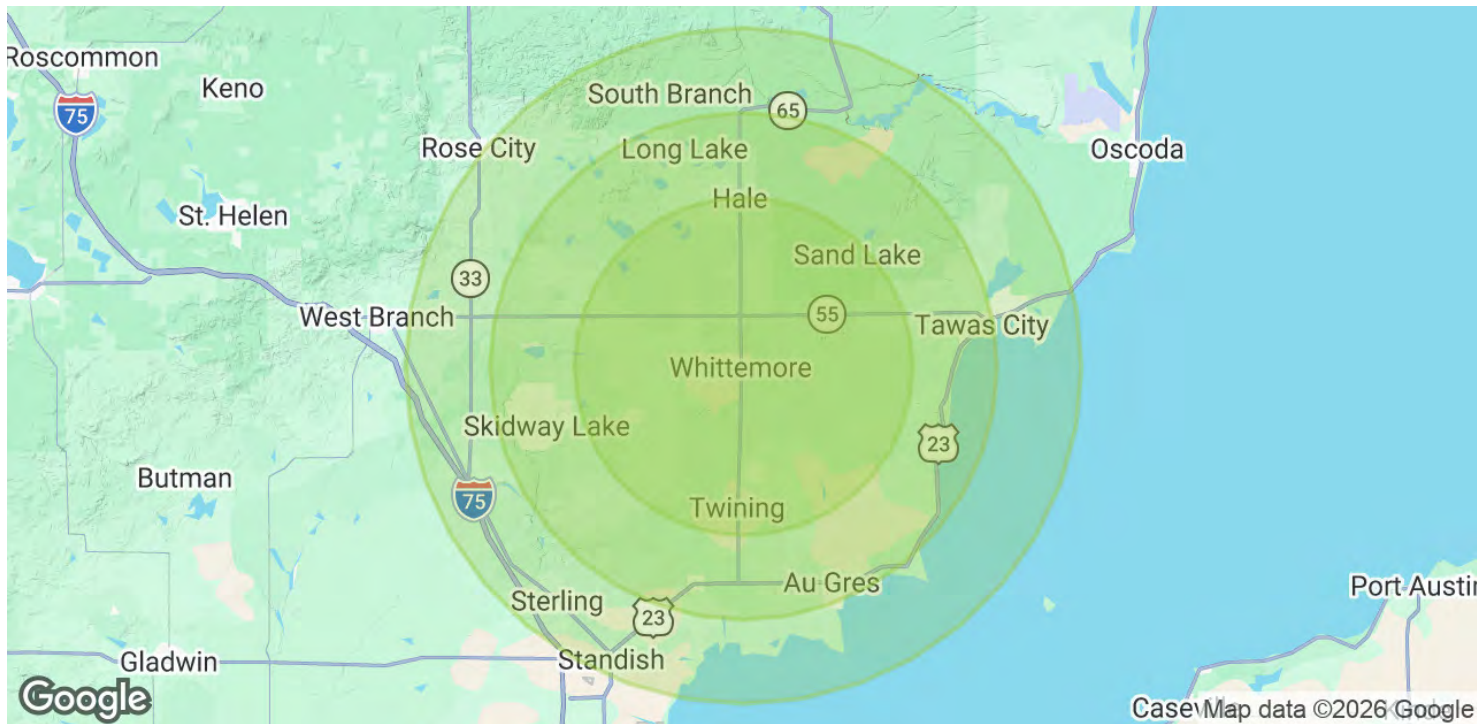 Roscommon
75
Keno
South Branch
65
Rose City
Long Lake
Oscoda
Hale
St. Helen
Sand Lake
33
West Branch
55
Tawas City
Whittemore
Skidway Lake
23
Butman
75
Twining
Au Gres
Port Austin
Sterling
23
Standish
Gladwin
Google
Map data ©2026 Google